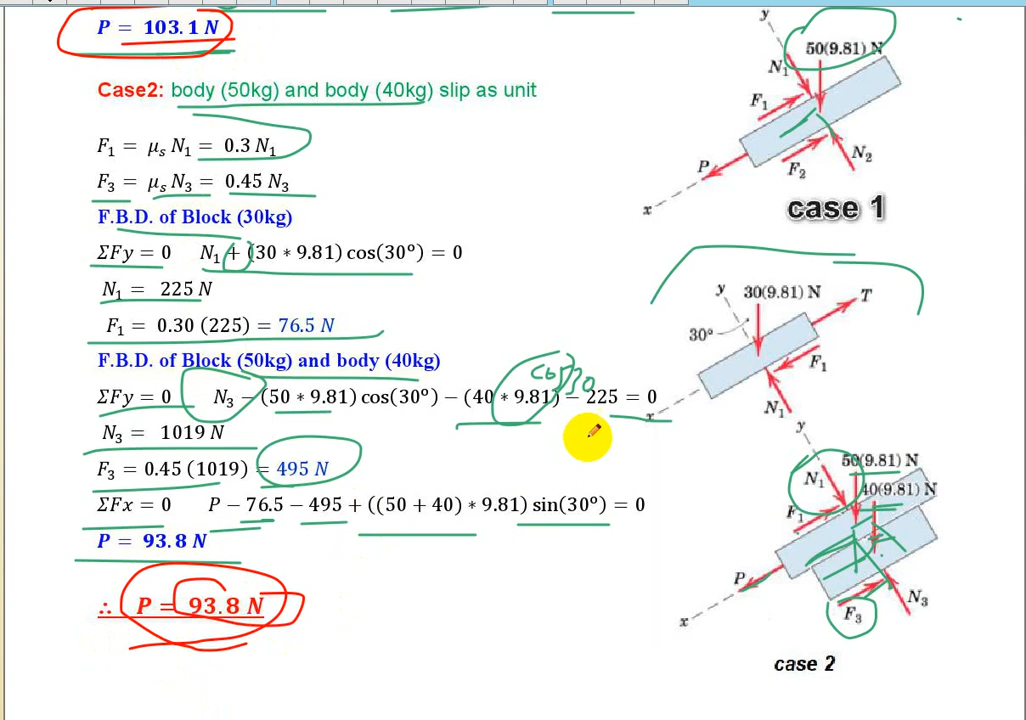 P = 103.1 N
Case2: body (50kg) and body (40kg) slip as unit
F₁ = μₛ N₁ = 0.3 N₁
F₃ = μₛ N₃ = 0.45 N₃
F.B.D. of Block (30kg)
ΣFy = 0 N₁ + (30 * 9.81) cos(30°) = 0
N₁ = 225 N
F₁ = 0.30 (225) = 76.5 N
F.B.D. of Block (50kg) and body (40kg)
cos30
ΣFy = 0 N₃ − (50 * 9.81) cos(30°) − (40 * 9.81) − 225 = 0
N₃ = 1019 N
F₃ = 0.45 (1019) = 495 N
ΣFx = 0 P − 76.5 − 495 + ((50 + 40) * 9.81) sin(30°) = 0
P = 93.8 N
∴ P = 93.8 N
y
50(9.81) N
N₁
F₁
N₂
P
F₂
x
case 1
y
30(9.81) N
T
30°
F₁
x
N₁
y
50(9.81) N
N₁
40(9.81) N
F₁
P
N₃
F₃
x
case 2